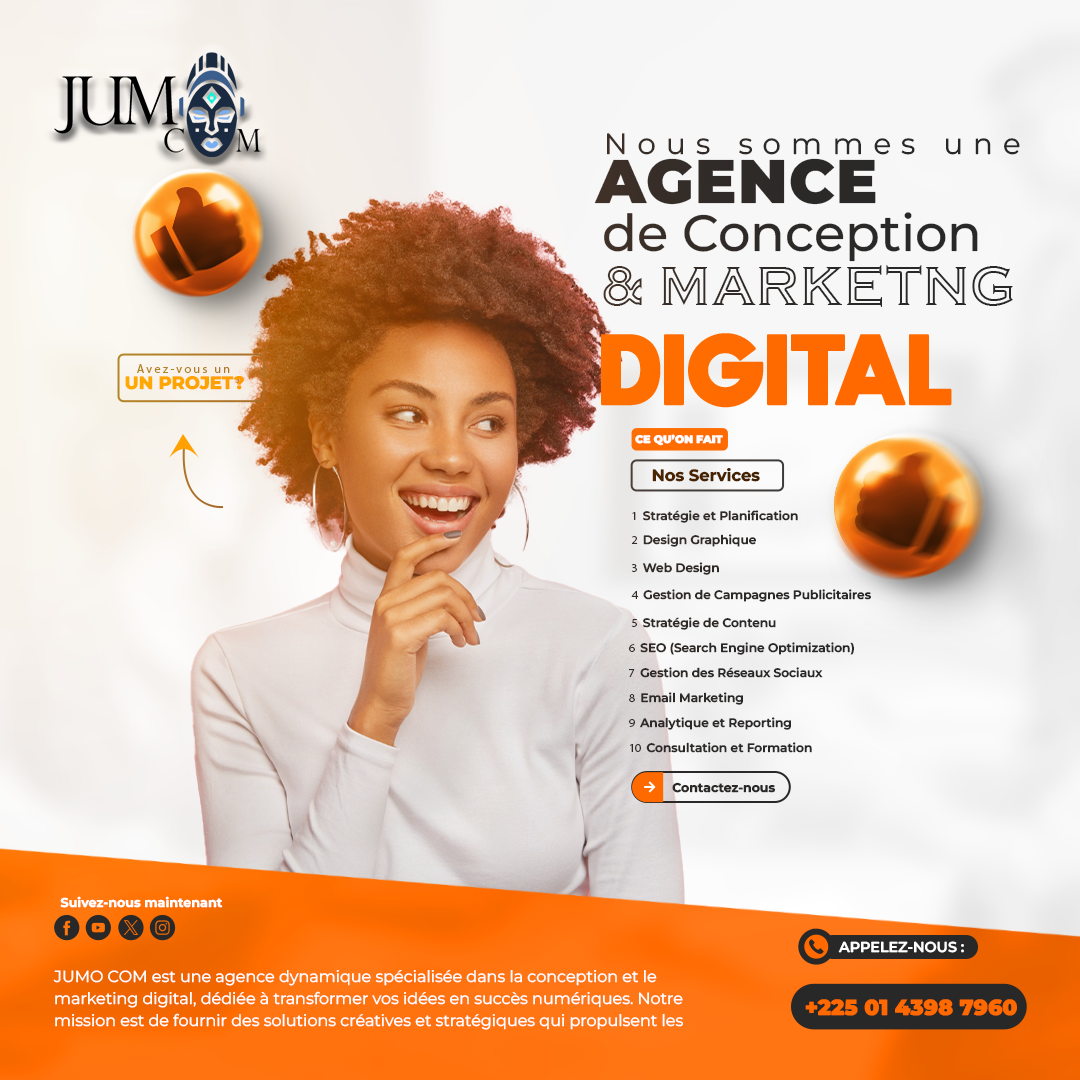 JUMO
COM
Nous sommes une
AGENCE
de Conception
& MARKETNG
DIGITAL
Avez-vous un
UN PROJET?
CE QU'ON FAIT
Nos Services
1 Stratégie et Planification
2 Design Graphique
3 Web Design
4 Gestion de Campagnes Publicitaires
5 Stratégie de Contenu
6 SEO (Search Engine Optimization)
7 Gestion des Réseaux Sociaux
8 Email Marketing
9 Analytique et Reporting
10 Consultation et Formation
Contactez-nous
Suivez-nous maintenant
JUMO COM est une agence dynamique spécialisée dans la conception et le
marketing digital, dédiée à transformer vos idées en succès numériques. Notre
mission est de fournir des solutions créatives et stratégiques qui propulsent les
APPELEZ-NOUS :
+225 01 4398 7960